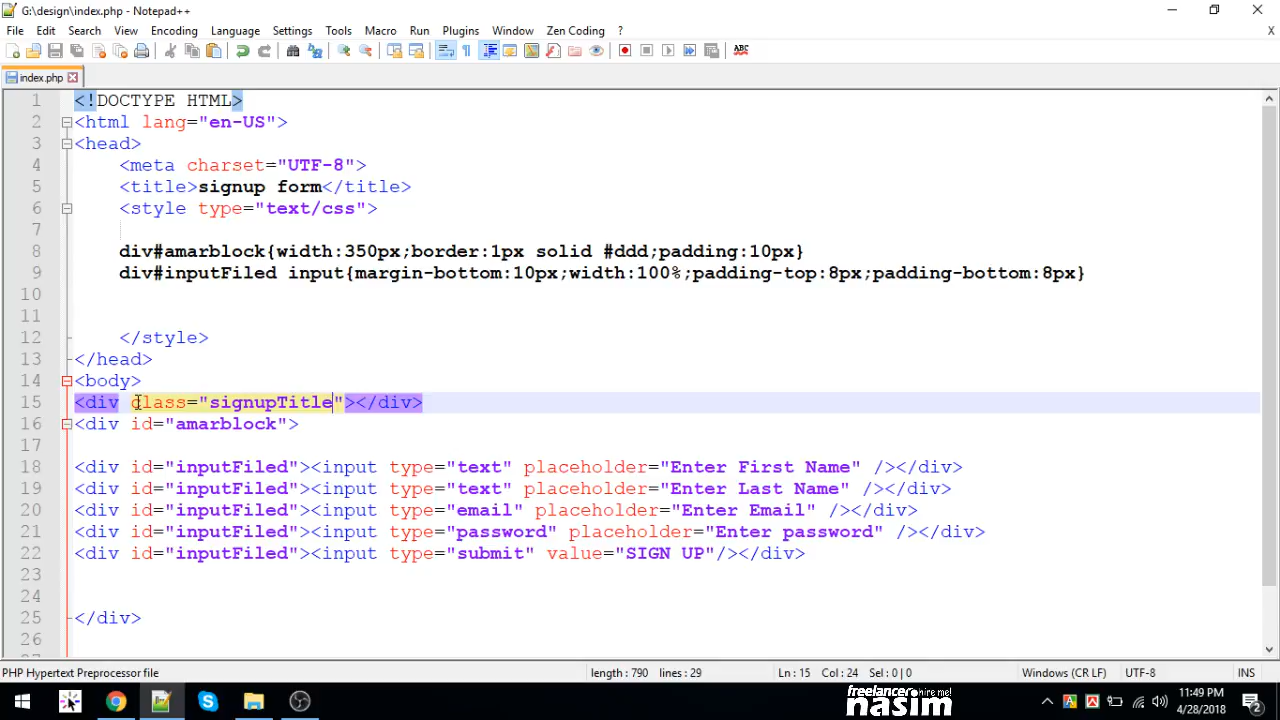 G:\design\index.php - Notepad++
File Edit Search View Encoding Language Settings Tools Macro Run Plugins Window Zen Coding ? X
ABC
index.php
1 <!DOCTYPE HTML>
2 <html lang="en-US">
3 <head>
4 <meta charset="UTF-8">
5 <title>signup form</title>
6 <style type="text/css">
7
8 div#amarblock{width:350px;border:1px solid #ddd;padding:10px}
9 div#inputFiled input{margin-bottom:10px;width:100%;padding-top:8px;padding-bottom:8px}
10
11
12 </style>
13 </head>
14 <body>
15 <div class="signupTitle"></div>
16 <div id="amarblock">
17
18 <div id="inputFiled"><input type="text" placeholder="Enter First Name" /></div>
19 <div id="inputFiled"><input type="text" placeholder="Enter Last Name" /></div>
20 <div id="inputFiled"><input type="email" placeholder="Enter Email" /></div>
21 <div id="inputFiled"><input type="password" placeholder="Enter password" /></div>
22 <div id="inputFiled"><input type="submit" value="SIGN UP"/></div>
23
24
25 </div>
26
PHP Hypertext Preprocessor file length : 790 lines : 29 Ln : 15 Col : 24 Sel : 0 | 0 Windows (CR LF) UTF-8 INS
freelancer hire me!
nasim
11:49 PM
4/28/2018
2